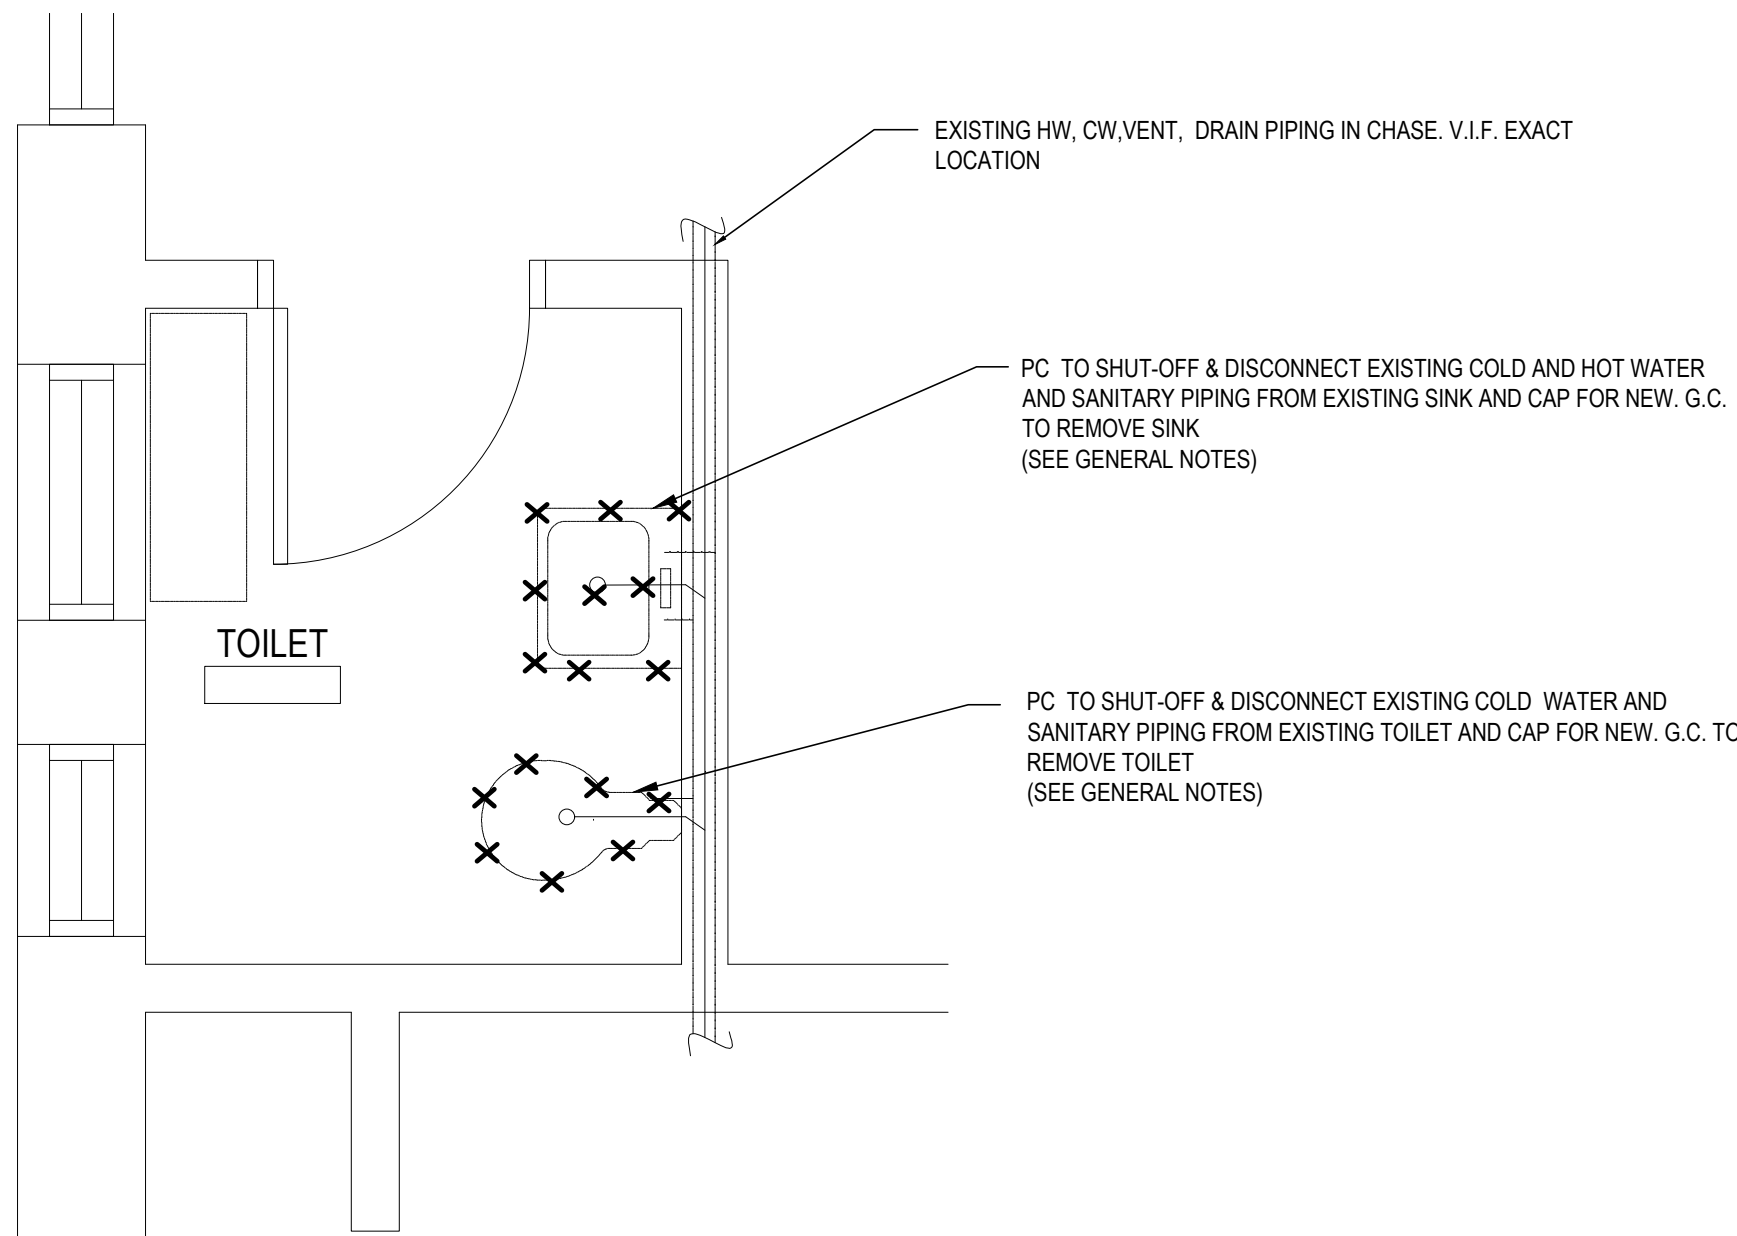 EXISTING HW, CW,VENT, DRAIN PIPING IN CHASE. V.I.F. EXACT
LOCATION
PC TO SHUT-OFF & DISCONNECT EXISTING COLD AND HOT WATER
AND SANITARY PIPING FROM EXISTING SINK AND CAP FOR NEW. G.C.
TO REMOVE SINK
(SEE GENERAL NOTES)
TOILET
PC TO SHUT-OFF & DISCONNECT EXISTING COLD WATER AND
SANITARY PIPING FROM EXISTING TOILET AND CAP FOR NEW. G.C. TO
REMOVE TOILET
(SEE GENERAL NOTES)